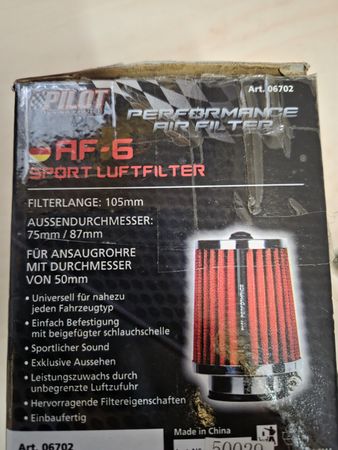 Art. 06702
PILOT
PERFORMANCE
AIR FILTER
AF-6
SPORT LUFTFILTER
FILTERLANGE: 105mm
AUSSENDURCHMESSER:
75mm / 87mm
FÜR ANSAUGROHRE
MIT DURCHMESSER
VON 50mm
• Universell für nahezu
jeden Fahrzeugtyp
• Einfach Befestigung
mit beigefügter schlauchschelle
• Sportlicher Sound
• Exklusive Aussehen
• Leistungszuwachs durch
unbegrenzte Luftzufuhr
• Hervorragende Filtereigenschaften
• Einbaufertig
PERFORMANCE
Made in China
Art. 06702
50029